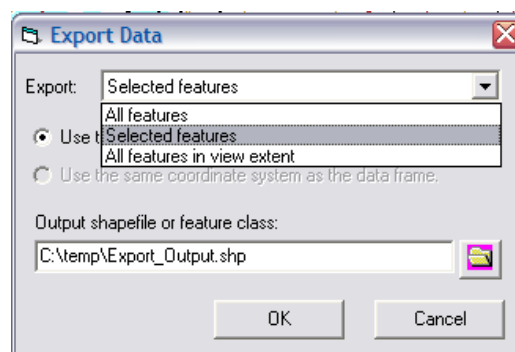 Export Data
Export: Selected features
All features
Use t Selected features
All features in view extent
Use the same coordinate system as the data frame.
Output shapefile or feature class:
C:\temp\Export_Output.shp
OK Cancel